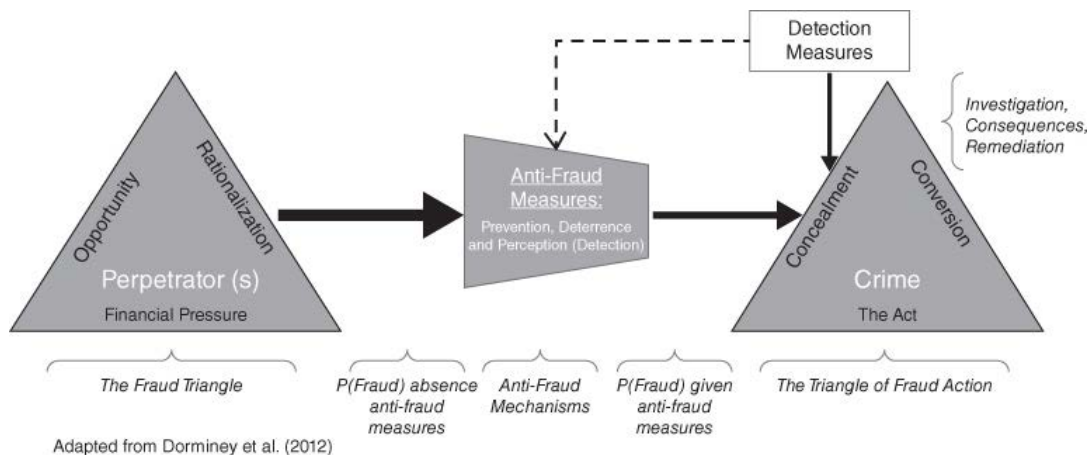 Detection
Measures
Investigation,
Consequences,
Remediation
Opportunity
Rationalization
Perpetrator (s)
Financial Pressure
Anti-Fraud
Measures:
Prevention, Deterrence
and Perception (Detection)
Concealment
Conversion
Crime
The Act
The Fraud Triangle
P(Fraud) absence
anti-fraud
measures
Anti-Fraud
Mechanisms
P(Fraud) given
anti-fraud
measures
The Triangle of Fraud Action
Adapted from Dorminey et al. (2012)